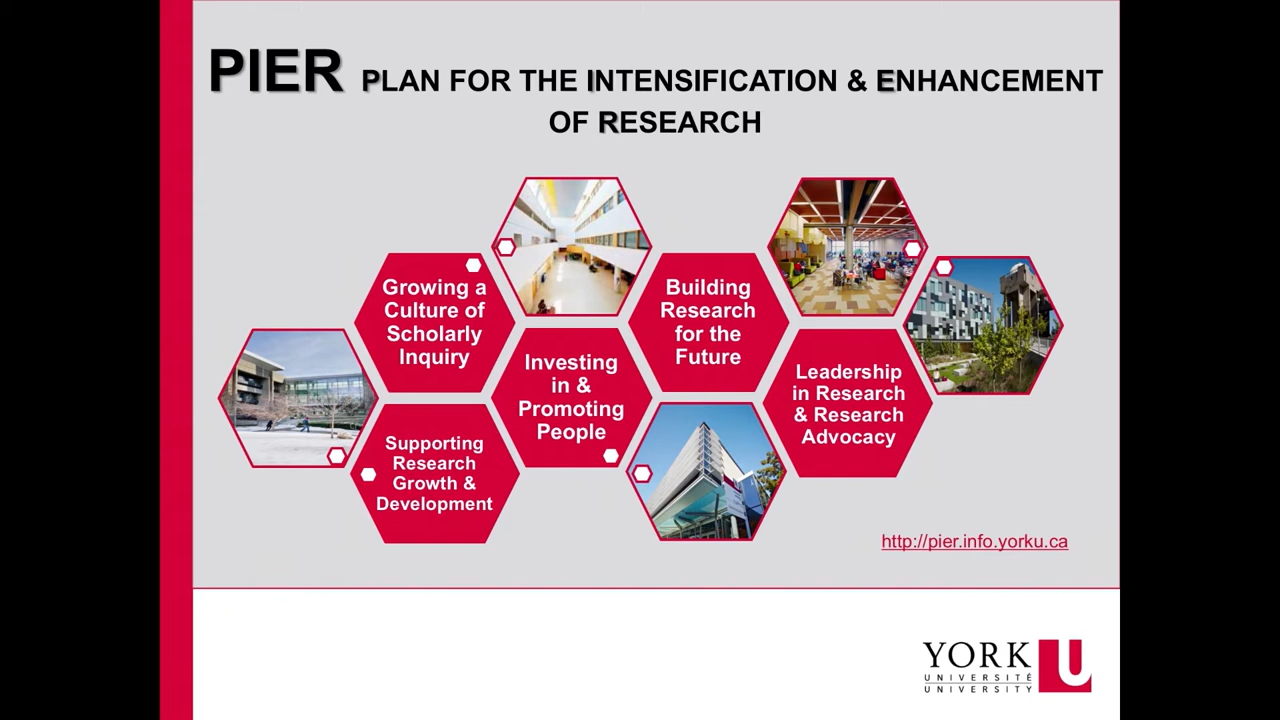 PIER PLAN FOR THE INTENSIFICATION & ENHANCEMENT
OF RESEARCH
Growing a
Culture of
Scholarly
Inquiry
Supporting
Research
Growth &
Development
Investing
in &
Promoting
People
Building
Research
for the
Future
Leadership
in Research
& Research
Advocacy
http://pier.info.yorku.ca
YORK U
UNIVERSITÉ
UNIVERSITY